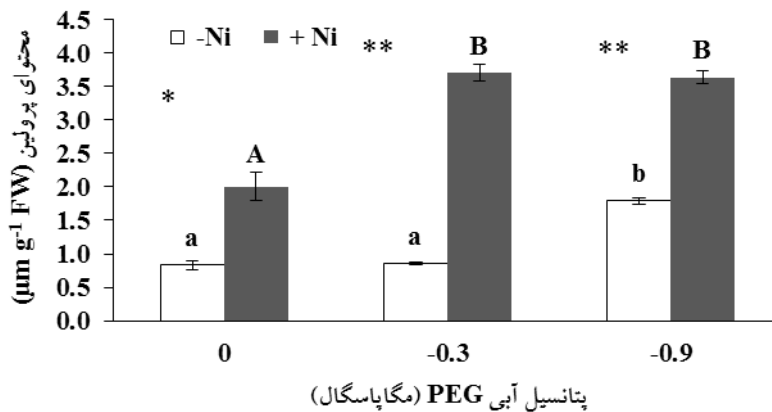 محتوای پرولین (µm g-1 FW)
4.5
4.0
3.5
3.0
2.5
2.0
1.5
1.0
0.5
0.0
-Ni + Ni
* ** **
a A a B b B
0 -0.3 -0.9
پتانسیل آبی PEG (مگاپاسگال)